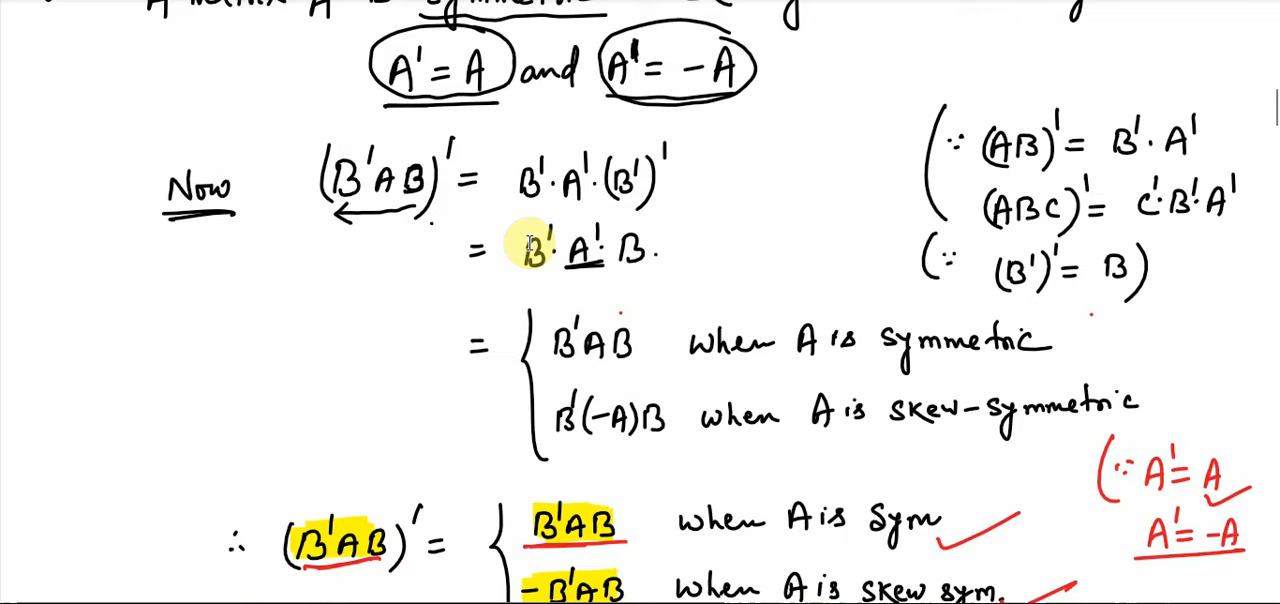 A' = A and A' = -A
Now (B'AB)' = B'·A'·(B')'
(∵ (AB)' = B'·A'
(ABC)' = C'·B'·A'
= B'·A'·B.
(∵ (B')' = B)
= { B'AB when A is symmetric
B'(-A)B when A is skew-symmetric
(∵ A' = A
A' = -A
∴ (B'AB)' = { B'AB when A is sym
-B'AB when A is skew sym.